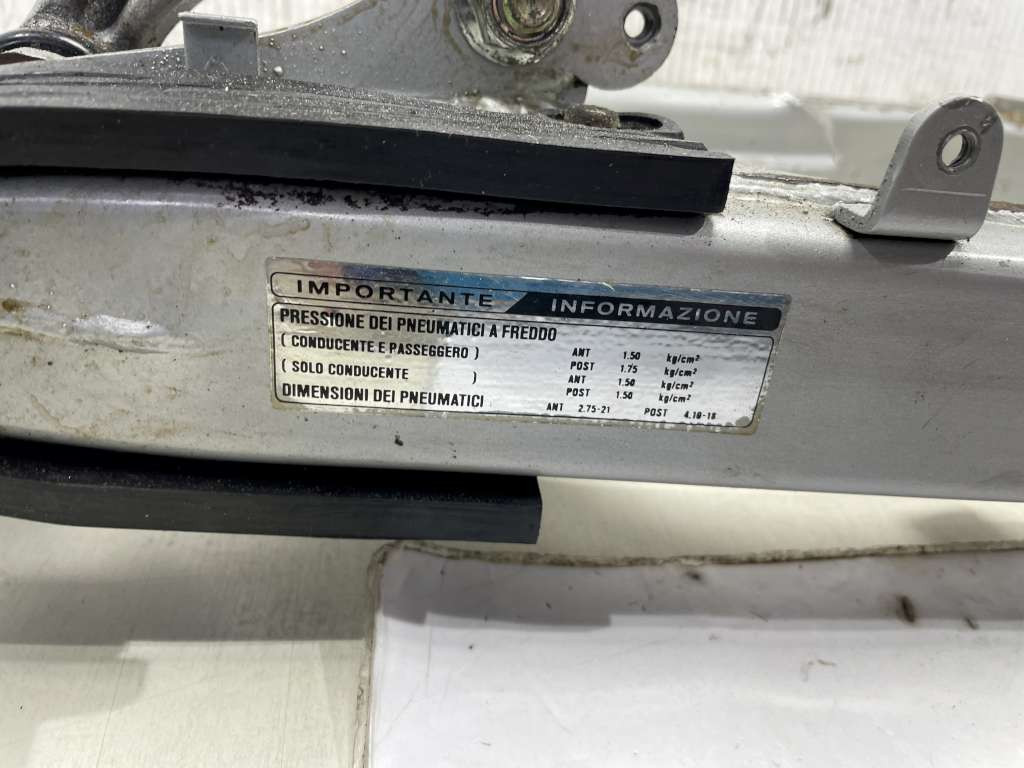 IMPORTANTE INFORMAZIONE
PRESSIONE DEI PNEUMATICI A FREDDO
( CONDUCENTE E PASSEGGERO ) ANT 1.50 kg/cm²
POST 1.75 kg/cm²
( SOLO CONDUCENTE ) ANT 1.50 kg/cm²
POST 1.50 kg/cm²
DIMENSIONI DEI PNEUMATICI ANT 2.75-21 POST 4.10-18